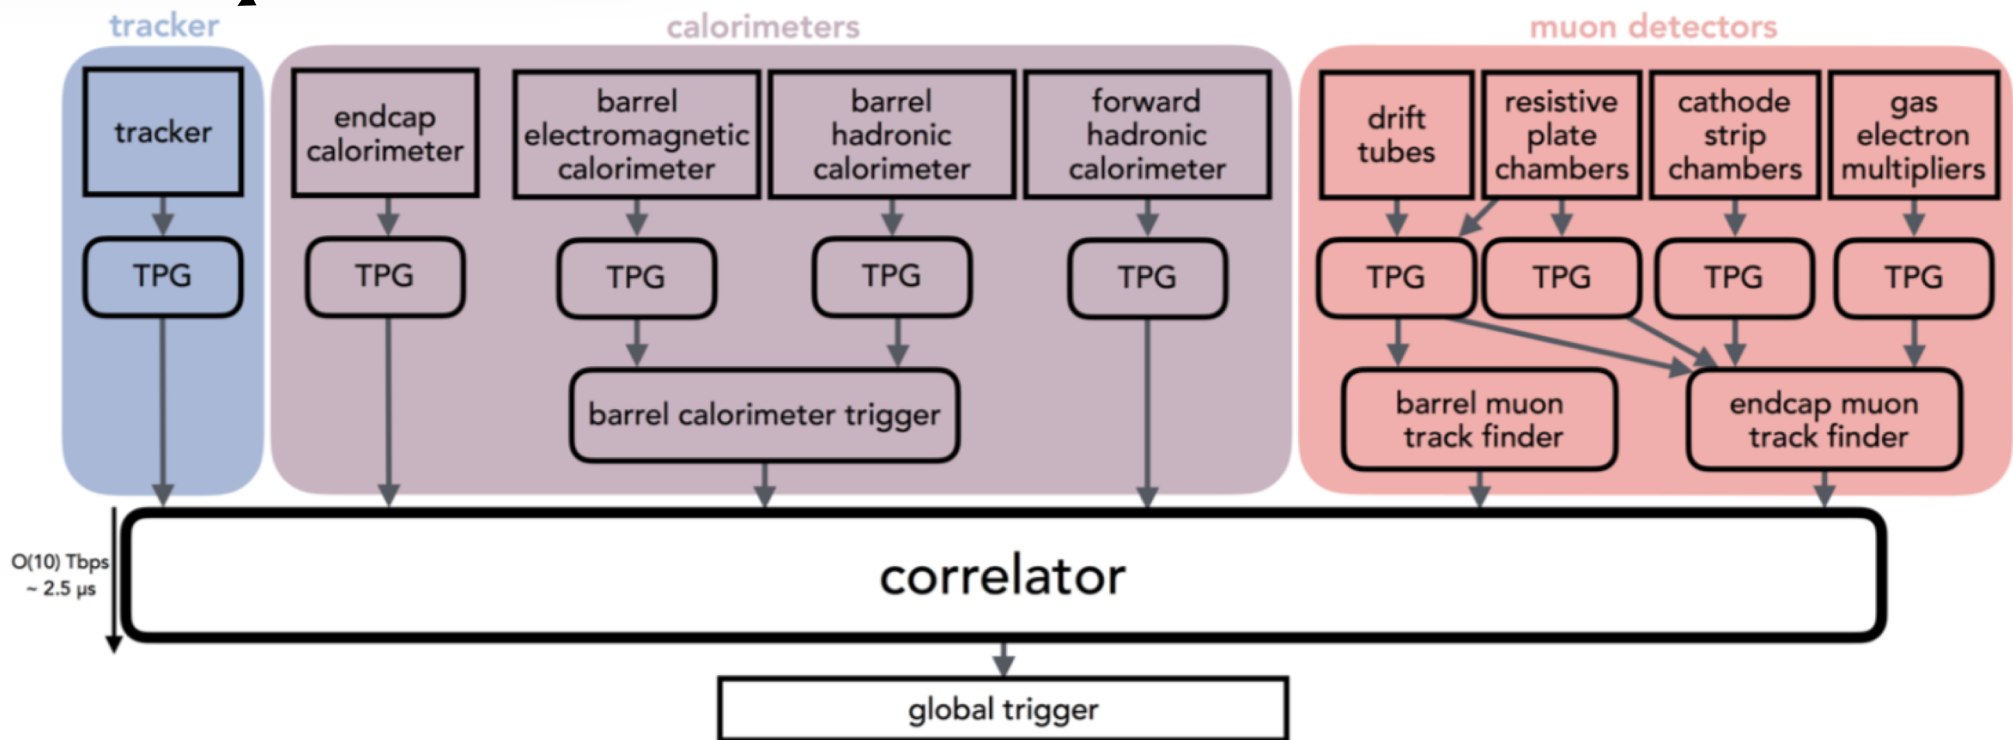 tracker
calorimeters
muon detectors
tracker
endcap
calorimeter
barrel
electromagnetic
calorimeter
barrel
hadronic
calorimeter
forward
hadronic
calorimeter
drift
tubes
resistive
plate
chambers
cathode
strip
chambers
gas
electron
multipliers
TPG
TPG
TPG
TPG
TPG
TPG
TPG
TPG
TPG
barrel calorimeter trigger
barrel muon
track finder
endcap muon
track finder
O(10) Tbps
~ 2.5 µs
correlator
global trigger